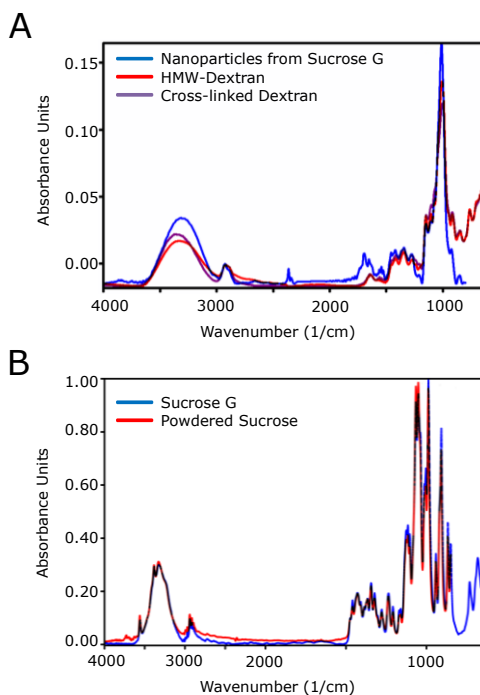 A
Absorbance Units
0.15
0.10
0.05
0.00
Nanoparticles from Sucrose G
HMW-Dextran
Cross-linked Dextran
4000 3000 2000 1000
Wavenumber (1/cm)
B
Absorbance Units
1.00
0.80
0.60
0.40
0.20
0.00
Sucrose G
Powdered Sucrose
4000 3000 2000 1000
Wavenumber (1/cm)